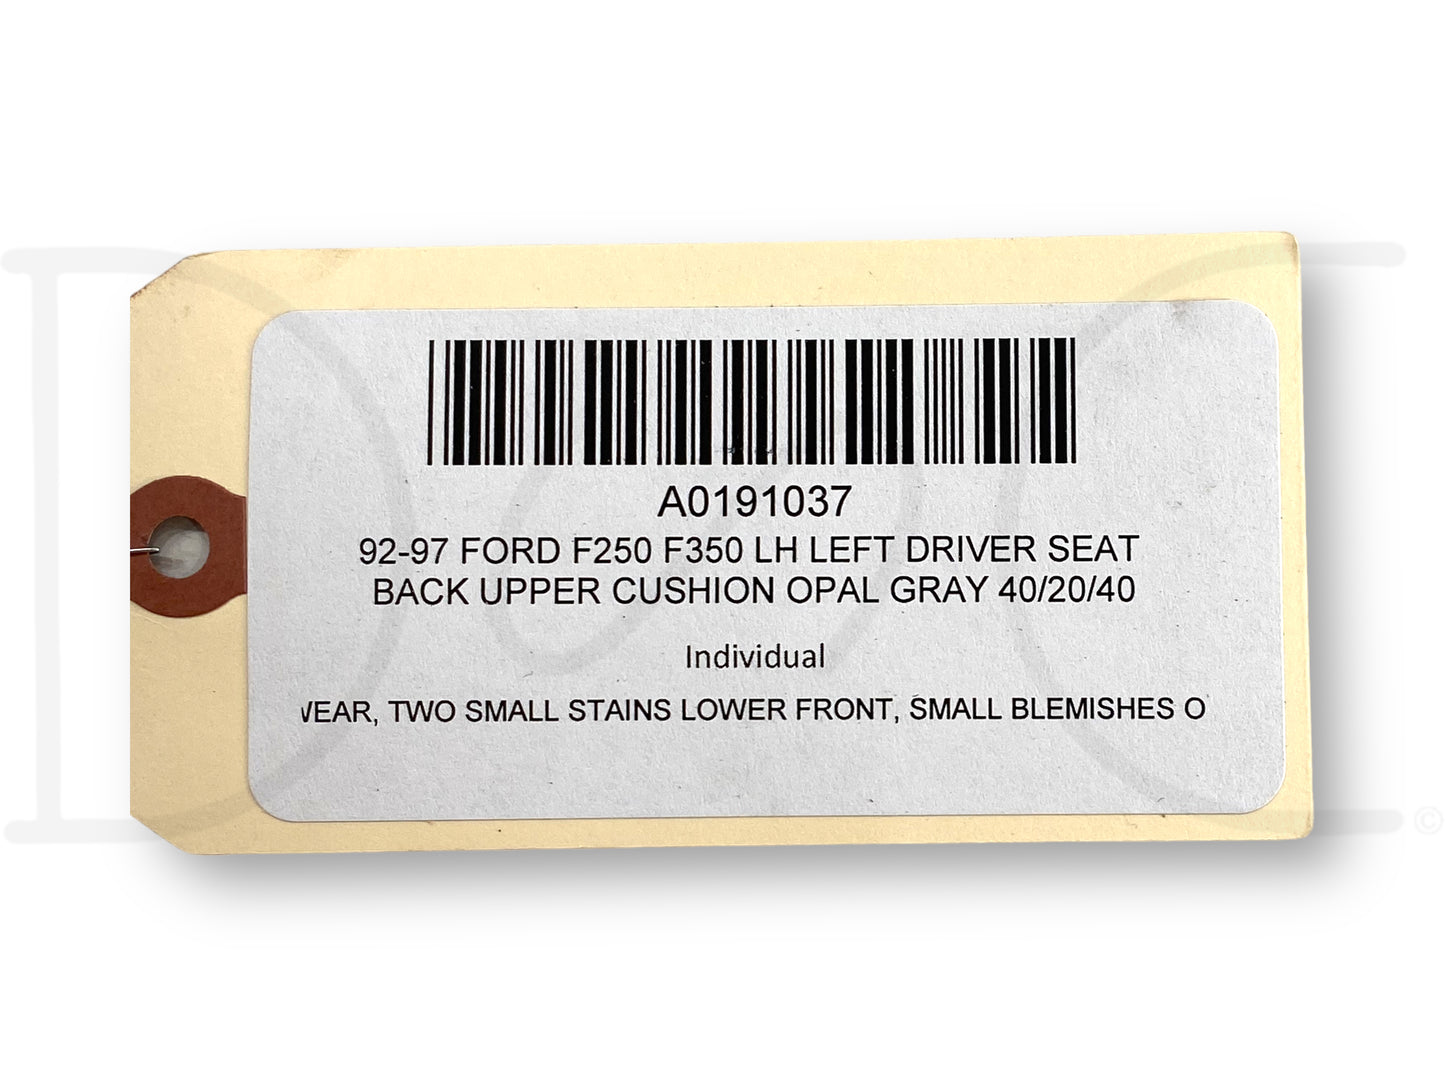 A0191037
92-97 FORD F250 F350 LH LEFT DRIVER SEAT
BACK UPPER CUSHION OPAL GRAY 40/20/40
Individual
WEAR, TWO SMALL STAINS LOWER FRONT, SMALL BLEMISHES O
©